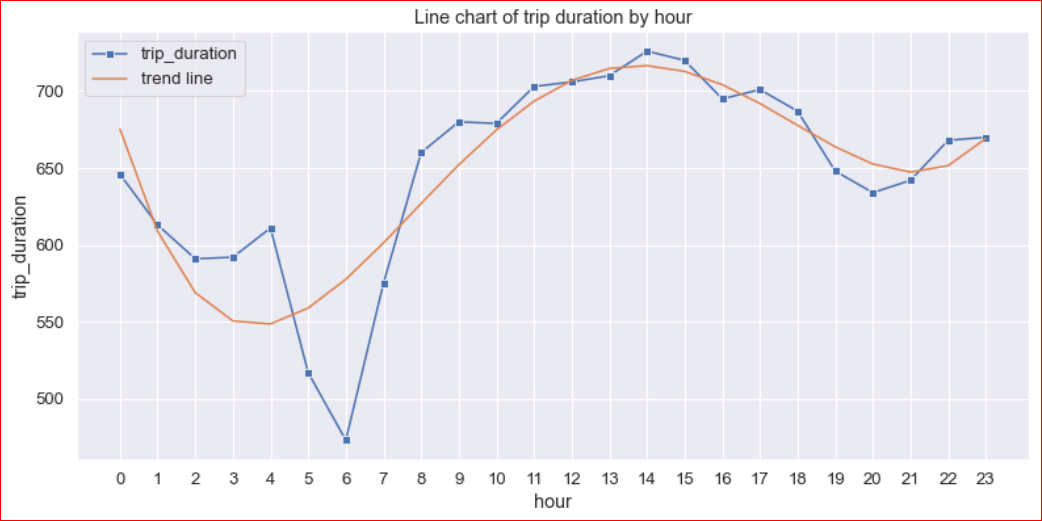 Line chart of trip duration by hour
trip_duration
trend line
trip_duration
700
650
600
550
500
0 1 2 3 4 5 6 7 8 9 10 11 12 13 14 15 16 17 18 19 20 21 22 23
hour